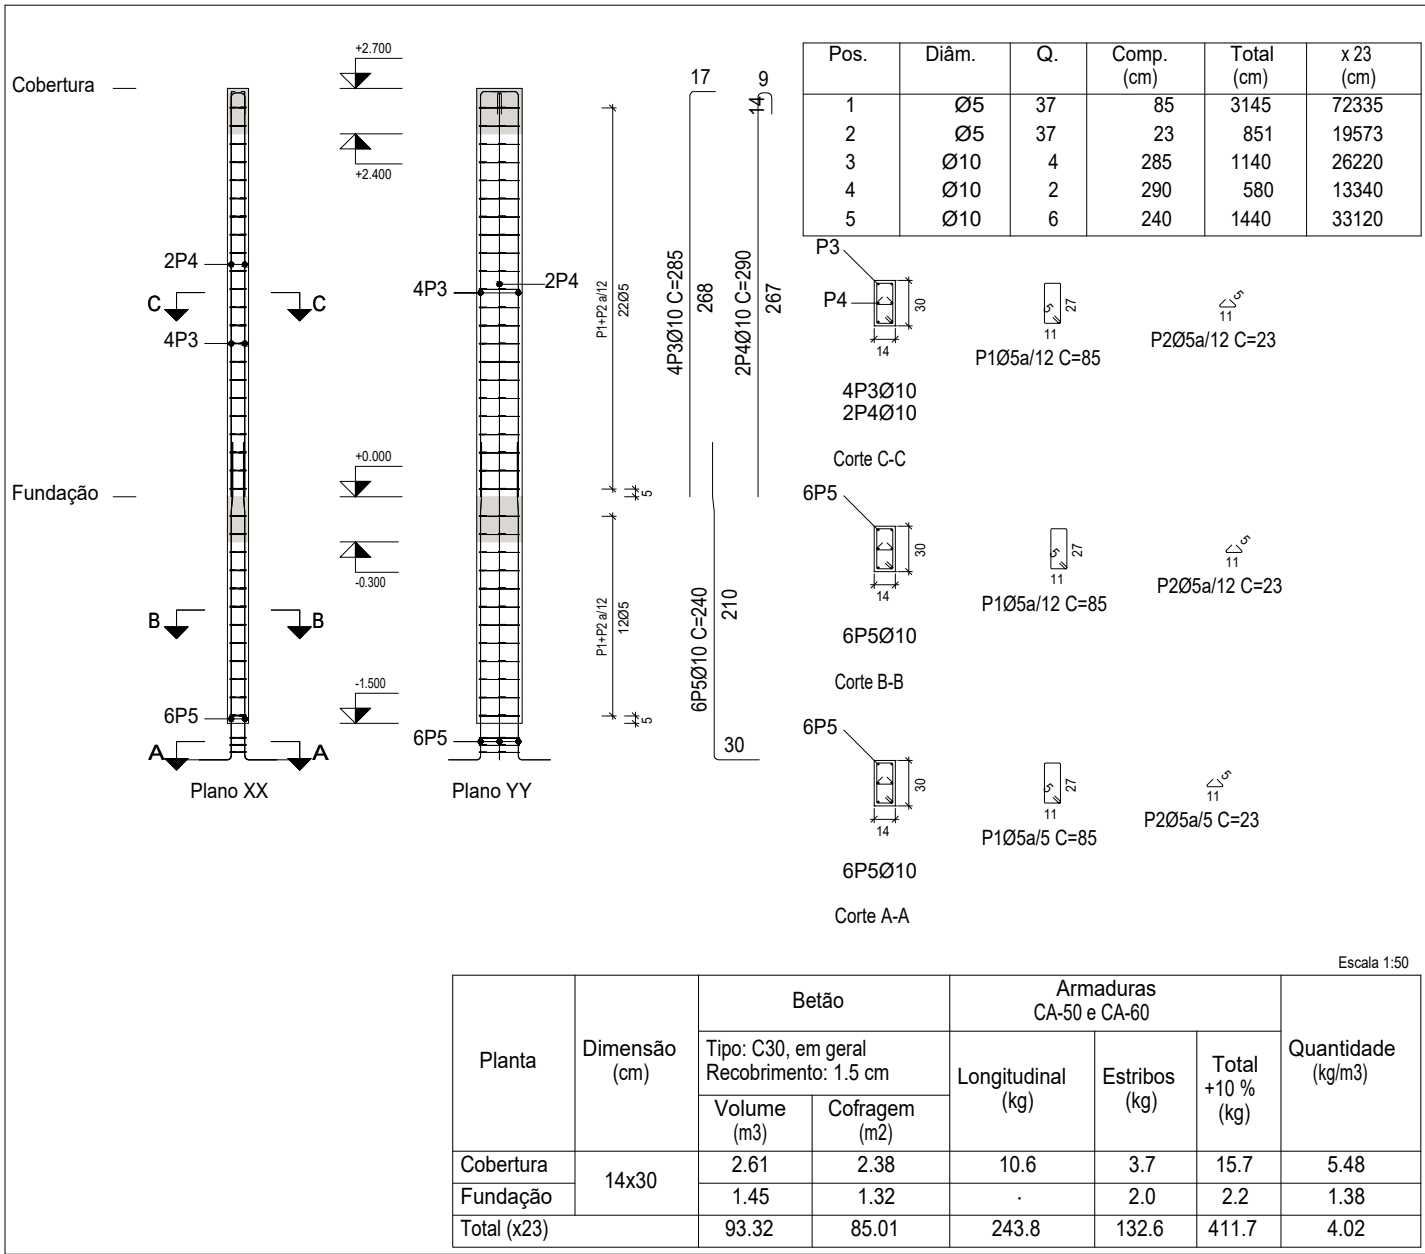 Cobertura
+2.700
+2.400
2P4
C
C
4P3
+0.000
Fundação
-0.300
B
B
-1.500
6P5
A
A
Plano XX
4P3
2P4
6P5
Plano YY
P1+P2 a/12
22Ø5
5
P1+P2 a/12
12Ø5
5
17
4P3Ø10 C=285
268
9
14
2P4Ø10 C=290
267
6P5Ø10 C=240
210
30
Pos. Diâm. Q. Comp. (cm) Total (cm) x 23 (cm)
1 Ø5 37 85 3145 72335
2 Ø5 37 23 851 19573
3 Ø10 4 285 1140 26220
4 Ø10 2 290 580 13340
5 Ø10 6 240 1440 33120
P3
P4
30
14
4P3Ø10
2P4Ø10
Corte C-C
5
27
11
P1Ø5a/12 C=85
5
11
P2Ø5a/12 C=23
6P5
30
14
6P5Ø10
Corte B-B
5
27
11
P1Ø5a/12 C=85
5
11
P2Ø5a/12 C=23
6P5
30
14
6P5Ø10
Corte A-A
5
27
11
P1Ø5a/5 C=85
5
11
P2Ø5a/5 C=23
Escala 1:50
Planta
Dimensão
(cm)
Betão
Tipo: C30, em geral
Recobrimento: 1.5 cm
Volume
(m3)
Cofragem
(m2)
Armaduras
CA-50 e CA-60
Longitudinal
(kg)
Estribos
(kg)
Total
+10 %
(kg)
Quantidade
(kg/m3)
Cobertura 14x30 2.61 2.38 10.6 3.7 15.7 5.48
Fundação 1.45 1.32 · 2.0 2.2 1.38
Total (x23) 93.32 85.01 243.8 132.6 411.7 4.02